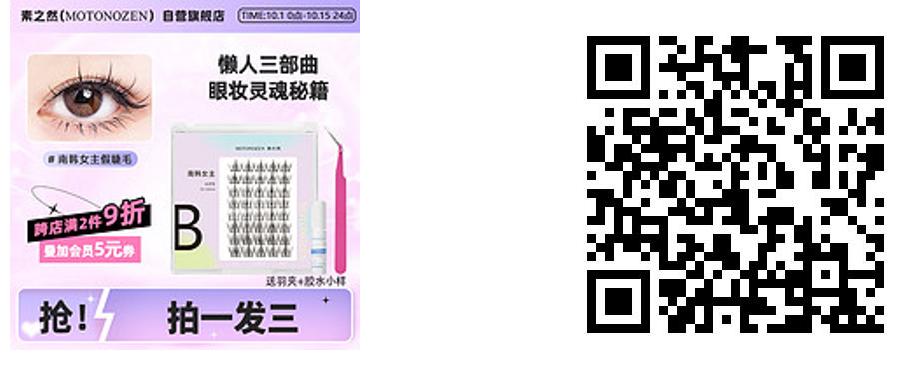 素之然(MOTONOZEN) 自营旗舰店
TIME:10.1 0点-10.15 24点
懒人三部曲
眼妆灵魂秘籍
# 南韩女主假睫毛
MOTONOZEN 素之然
南韩女主
B
跨店满2件9折
叠加会员5元券
送羽夹+胶水小样
抢!
拍一发三